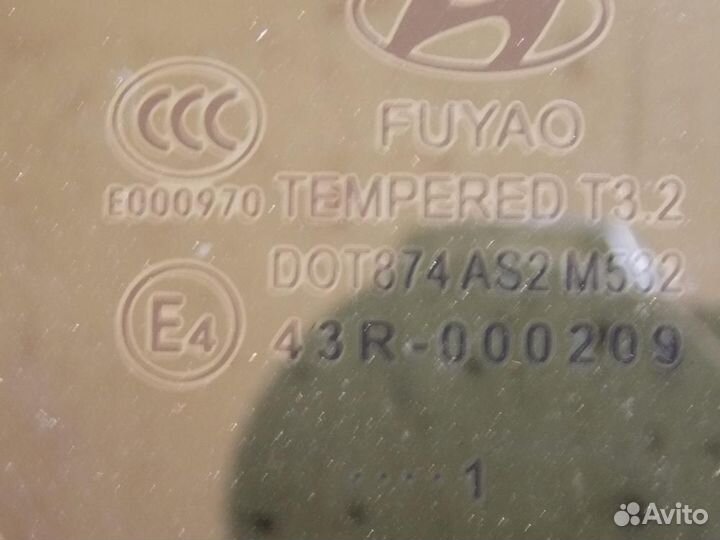 CCC
FUYAO
E000970 TEMPERED T3.2
DOT874 AS2 M532
E4 43R-000209
....1
Avito